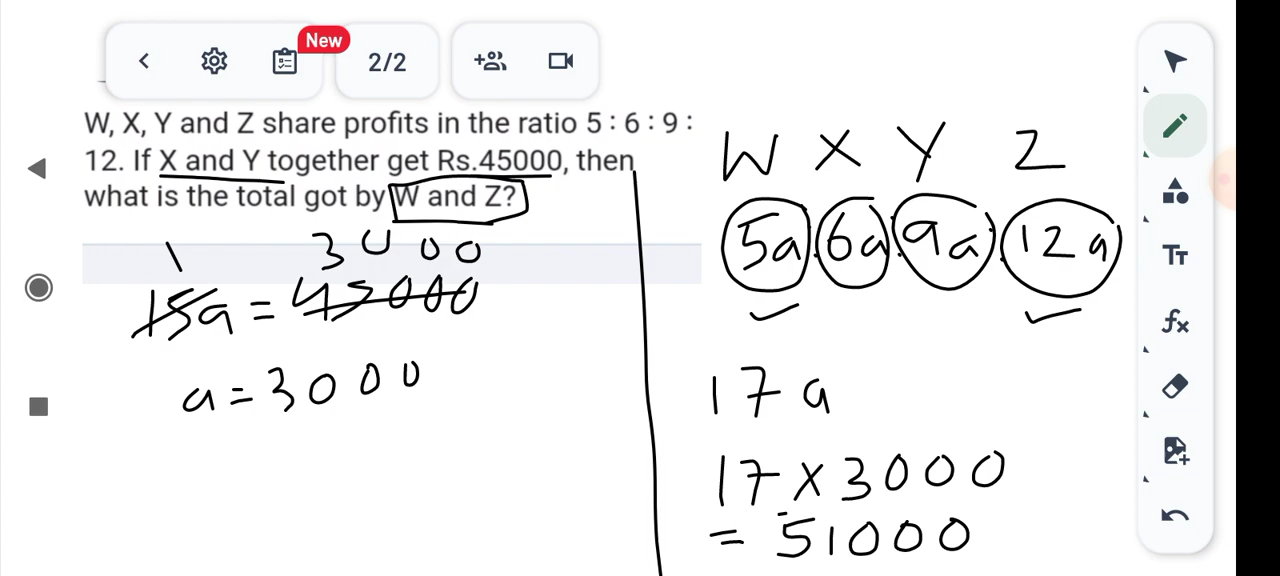 New
2/2
W, X, Y and Z share profits in the ratio 5 : 6 : 9 :
12. If X and Y together get Rs.45000, then
what is the total got by W and Z?
1 3000
15a = 45000
a = 3000
W X Y Z
5a : 6a : 9a : 12a
17a
17 x 3000
= 51000
Tт
fx